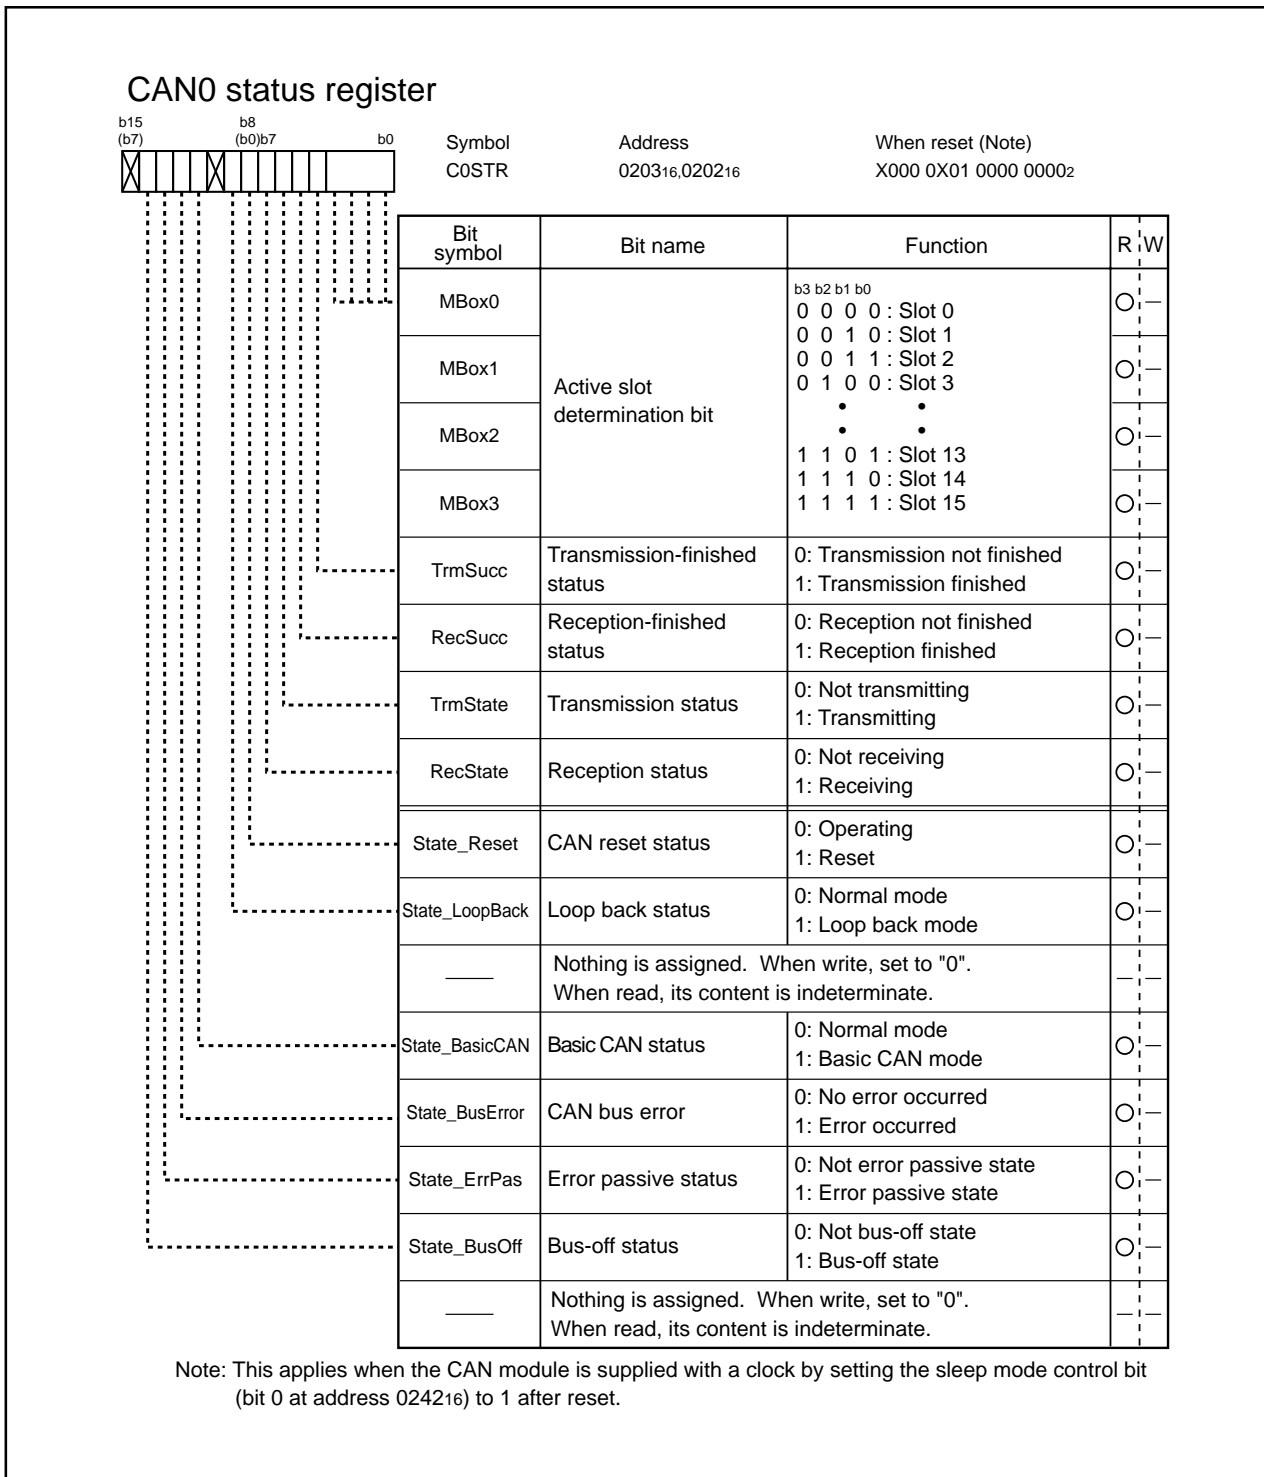 CAN0 status register
b15 b8
(b7) (b0)b7 b0
Symbol Address When reset (Note)
C0STR 020316,020216 X000 0X01 0000 00002
Bit symbol Bit name Function R W
MBox0
MBox1
MBox2
MBox3
Active slot
determination bit
b3 b2 b1 b0
0 0 0 0 : Slot 0
0 0 1 0 : Slot 1
0 0 1 1 : Slot 2
0 1 0 0 : Slot 3
• •
• •
1 1 0 1 : Slot 13
1 1 1 0 : Slot 14
1 1 1 1 : Slot 15
TrmSucc
Transmission-finished
status
0: Transmission not finished
1: Transmission finished
RecSucc
Reception-finished
status
0: Reception not finished
1: Reception finished
TrmState
Transmission status
0: Not transmitting
1: Transmitting
RecState
Reception status
0: Not receiving
1: Receiving
State_Reset
CAN reset status
0: Operating
1: Reset
State_LoopBack
Loop back status
0: Normal mode
1: Loop back mode
Nothing is assigned. When write, set to "0".
When read, its content is indeterminate.
State_BasicCAN
Basic CAN status
0: Normal mode
1: Basic CAN mode
State_BusError
CAN bus error
0: No error occurred
1: Error occurred
State_ErrPas
Error passive status
0: Not error passive state
1: Error passive state
State_BusOff
Bus-off status
0: Not bus-off state
1: Bus-off state
Nothing is assigned. When write, set to "0".
When read, its content is indeterminate.
Note: This applies when the CAN module is supplied with a clock by setting the sleep mode control bit
(bit 0 at address 024216) to 1 after reset.